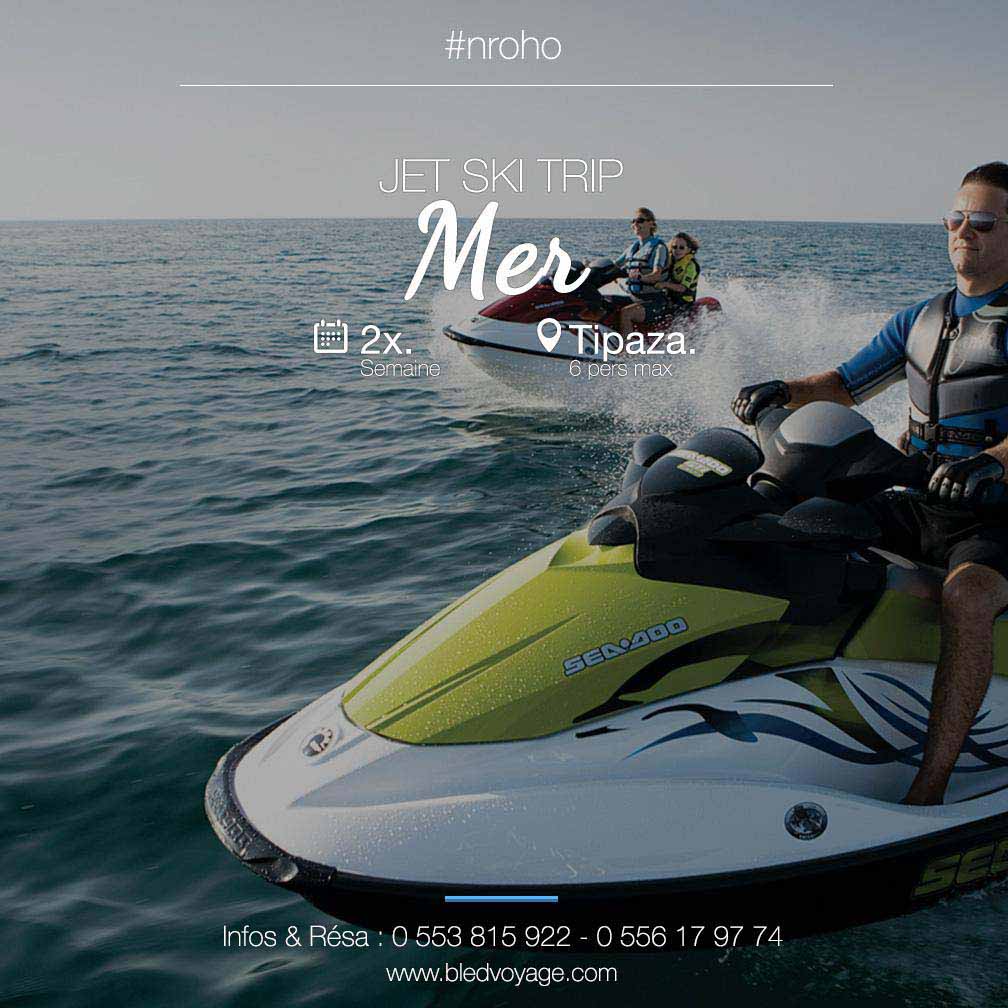 #nroho
JET SKI TRIP
Mer
2x.
Semaine
Tipaza.
6 pers max
SEA-DOO
Infos & Résa : 0 553 815 922 - 0 556 17 97 74
www.bledvoyage.com